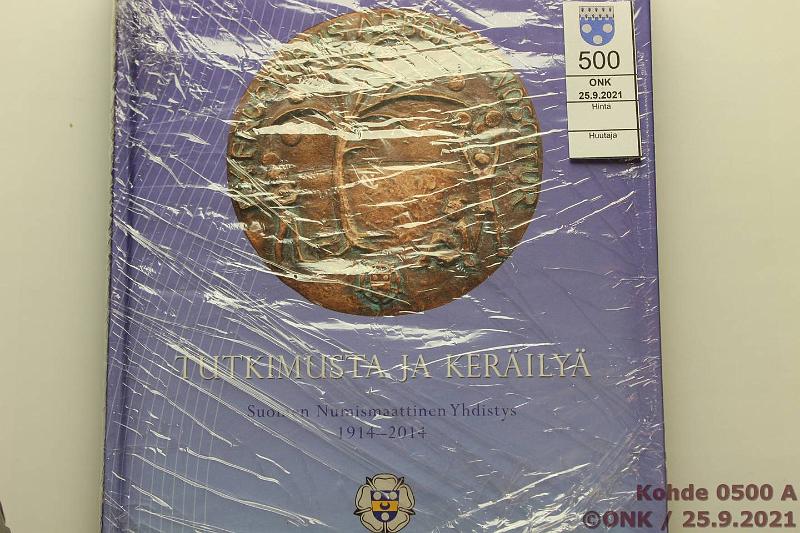 500
ONK
25.9.2021
Hinta
Huutaja
TUTKIMUSTA JA KERÄILYÄ
Suomen Numismaattinen Yhdistys
1914–2014
Kohde 0500 A
©ONK / 25.9.2021